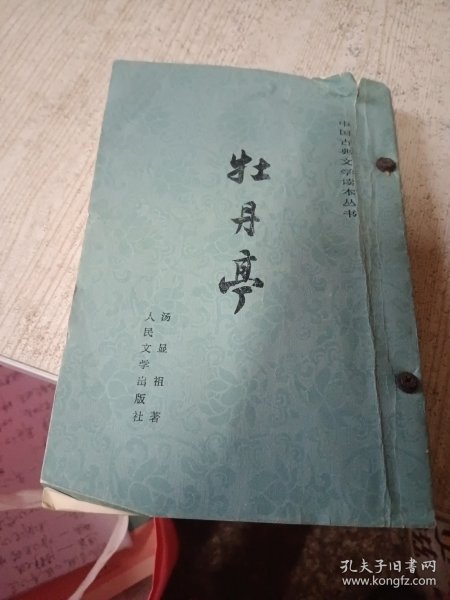 中国古典文学读本丛书
牡丹亭
汤显祖著
人民文学出版社
孔夫子旧书网
www.kongfz.com